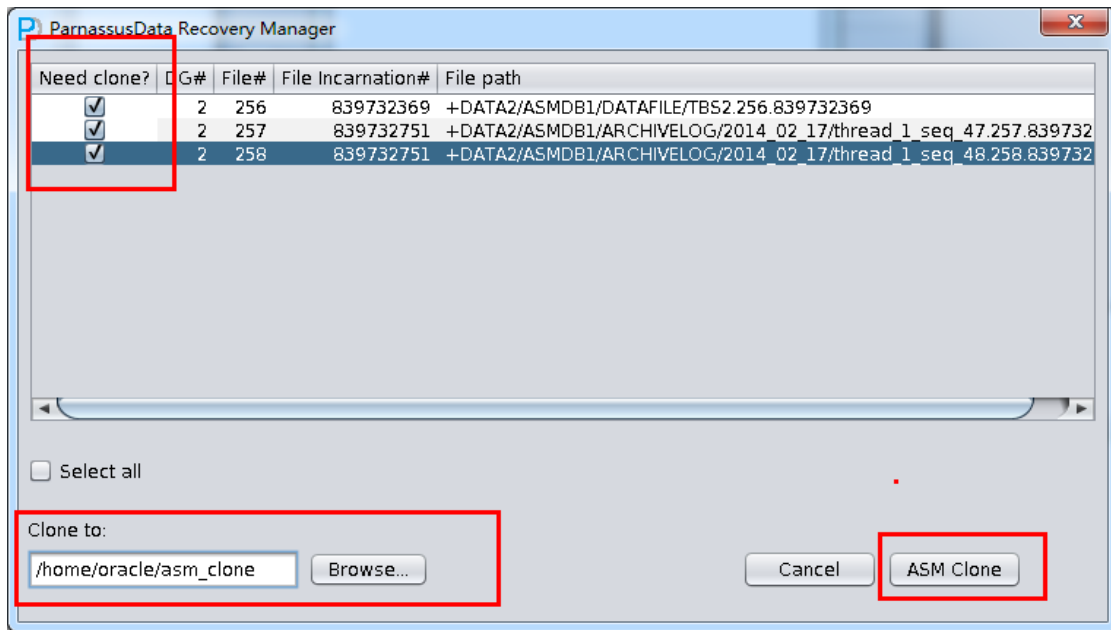 ParnassusData Recovery Manager
Need clone? DG# File# File Incarnation# File path
2 256 839732369 +DATA2/ASMDB1/DATAFILE/TBS2.256.839732369
2 257 839732751 +DATA2/ASMDB1/ARCHIVELOG/2014_02_17/thread_1_seq_47.257.839732
2 258 839732751 +DATA2/ASMDB1/ARCHIVELOG/2014_02_17/thread_1_seq_48.258.839732
Select all
Clone to:
/home/oracle/asm_clone Browse... Cancel ASM Clone